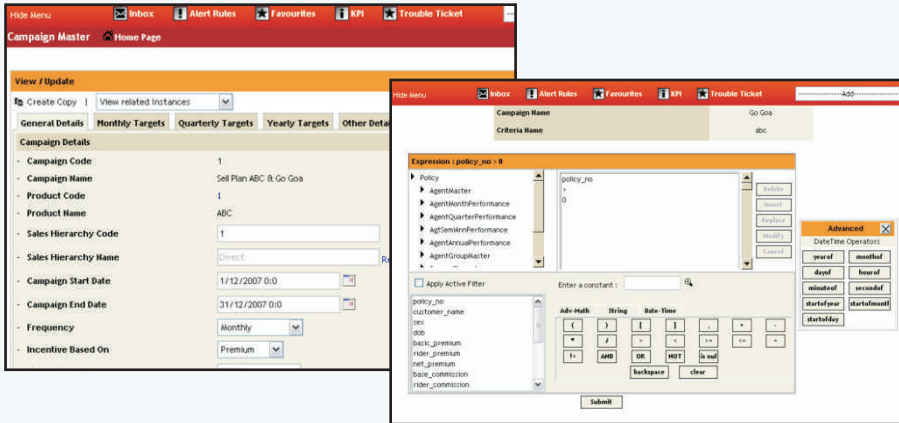 Hide Menu Inbox Alert Rules Favourites KPI Trouble Ticket
Campaign Master Home Page
View / Update
Create Copy | View related Instances
General Details Monthly Targets Quarterly Targets Yearly Targets Other Detai
Campaign Details
- Campaign Code 1
- Campaign Name Sell Plan ABC & Go Goa
- Product Code 1
- Product Name ABC
- Sales Hierarchy Code 1
- Sales Hierarchy Name Direct Re
- Campaign Start Date 1/12/2007 0:0
- Campaign End Date 31/12/2007 0:0
- Frequency Monthly
- Incentive Based On Premium
Hide Menu Inbox Alert Rules Favourites KPI Trouble Ticket ---Add---
Campaign Name Go Goa
Criteria Name abc
Expression : policy_no > 0
Policy
AgentMaster
AgentMonthPerformance
AgentQuarterPerformance
AgtSemiAnnPerformance
AgentAnnualPerformance
AgentGroupMaster
policy_no
>
0
Delete
Insert
Replace
Modify
Cancel
Apply Active Filter
policy_no
customer_name
sex
dob
basic_premium
rider_premium
net_premium
base_commission
rider_commission
Enter a constant :
Adv-Math String Date-Time
( ) [ ] , + -
* / > < >= <= =
!= AND OR NOT is null
backspace clear
Submit
Advanced X
DateTime Operators
yearof monthof
dayof hourof
minuteof secondof
startofyear startofmonth
startofday